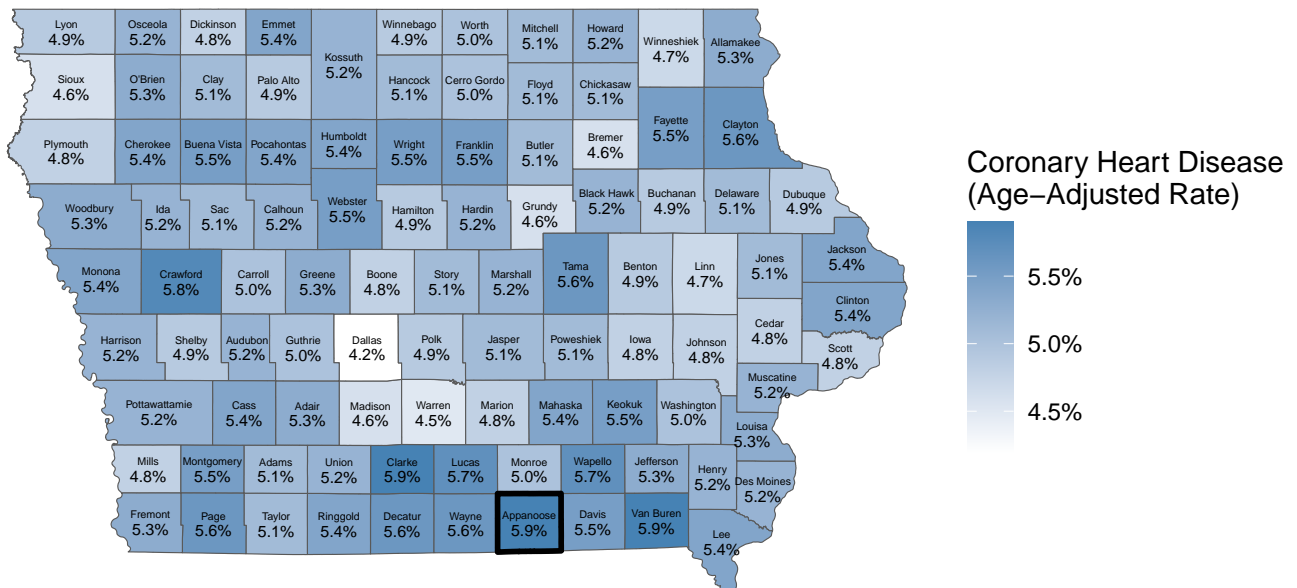 Lyon
4.9%
Osceola
5.2%
Dickinson
4.8%
Emmet
5.4%
Kossuth
5.2%
Winnebago
4.9%
Worth
5.0%
Mitchell
5.1%
Howard
5.2%
Winneshiek
4.7%
Allamakee
5.3%
Sioux
4.6%
O'Brien
5.3%
Clay
5.1%
Palo Alto
4.9%
Hancock
5.1%
Cerro Gordo
5.0%
Floyd
5.1%
Chickasaw
5.1%
Plymouth
4.8%
Cherokee
5.4%
Buena Vista
5.5%
Pocahontas
5.4%
Humboldt
5.4%
Wright
5.5%
Franklin
5.5%
Butler
5.1%
Bremer
4.6%
Fayette
5.5%
Clayton
5.6%
Woodbury
5.3%
Ida
5.2%
Sac
5.1%
Calhoun
5.2%
Webster
5.5%
Hamilton
4.9%
Hardin
5.2%
Grundy
4.6%
Black Hawk
5.2%
Buchanan
4.9%
Delaware
5.1%
Dubuque
4.9%
Monona
5.4%
Crawford
5.8%
Carroll
5.0%
Greene
5.3%
Boone
4.8%
Story
5.1%
Marshall
5.2%
Tama
5.6%
Benton
4.9%
Linn
4.7%
Jones
5.1%
Jackson
5.4%
Clinton
5.4%
Harrison
5.2%
Shelby
4.9%
Audubon
5.2%
Guthrie
5.0%
Dallas
4.2%
Polk
4.9%
Jasper
5.1%
Poweshiek
5.1%
Iowa
4.8%
Johnson
4.8%
Cedar
4.8%
Scott
4.8%
Muscatine
5.2%
Pottawattamie
5.2%
Cass
5.4%
Adair
5.3%
Madison
4.6%
Warren
4.5%
Marion
4.8%
Mahaska
5.4%
Keokuk
5.5%
Washington
5.0%
Louisa
5.3%
Mills
4.8%
Montgomery
5.5%
Adams
5.1%
Union
5.2%
Clarke
5.9%
Lucas
5.7%
Monroe
5.0%
Wapello
5.7%
Jefferson
5.3%
Henry
5.2%
Des Moines
5.2%
Fremont
5.3%
Page
5.6%
Taylor
5.1%
Ringgold
5.4%
Decatur
5.6%
Wayne
5.6%
Appanoose
5.9%
Davis
5.5%
Van Buren
5.9%
Lee
5.4%
Coronary Heart Disease
(Age−Adjusted Rate)
5.5%
5.0%
4.5%